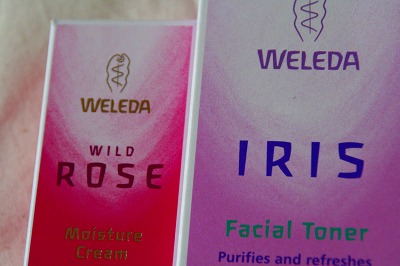 WELEDA
WILD
ROSE
Moisture
Cream
WELEDA
IRIS
Facial Toner
Purifies and refreshes